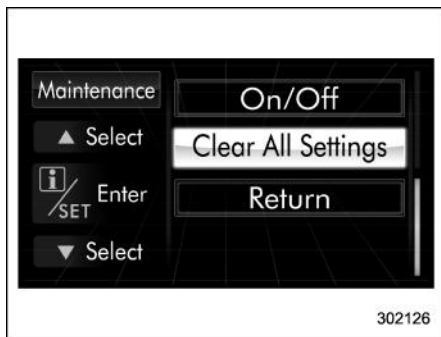 Maintenance
▲ Select
i/SET Enter
▼ Select
On/Off
Clear All Settings
Return
302126